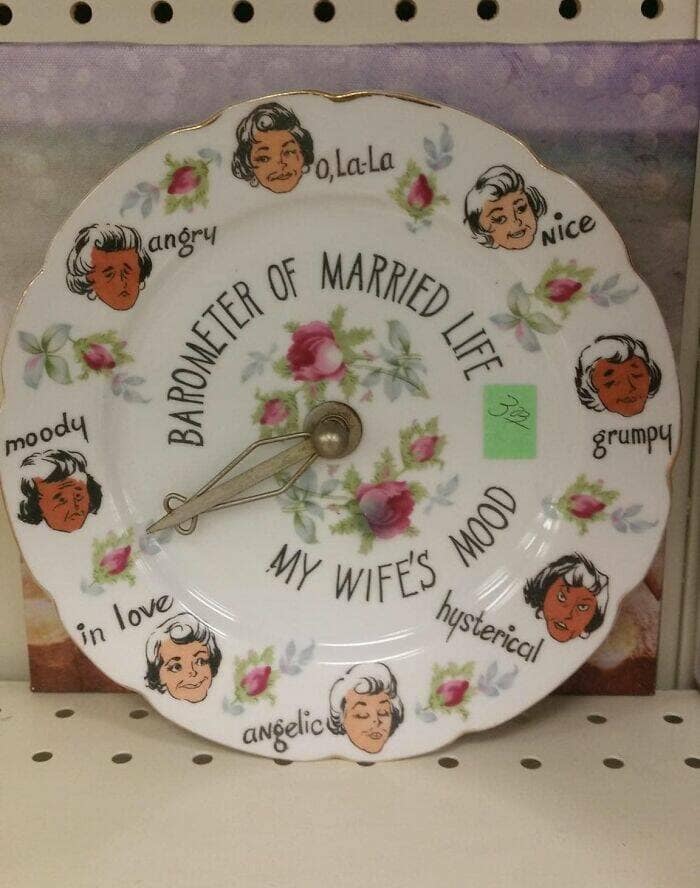 BAROMETER OF MARRIED LIFE
MY WIFE'S MOOD
O,La-La
Nice
grumpy
hysterical
angelic
in love
moody
angry